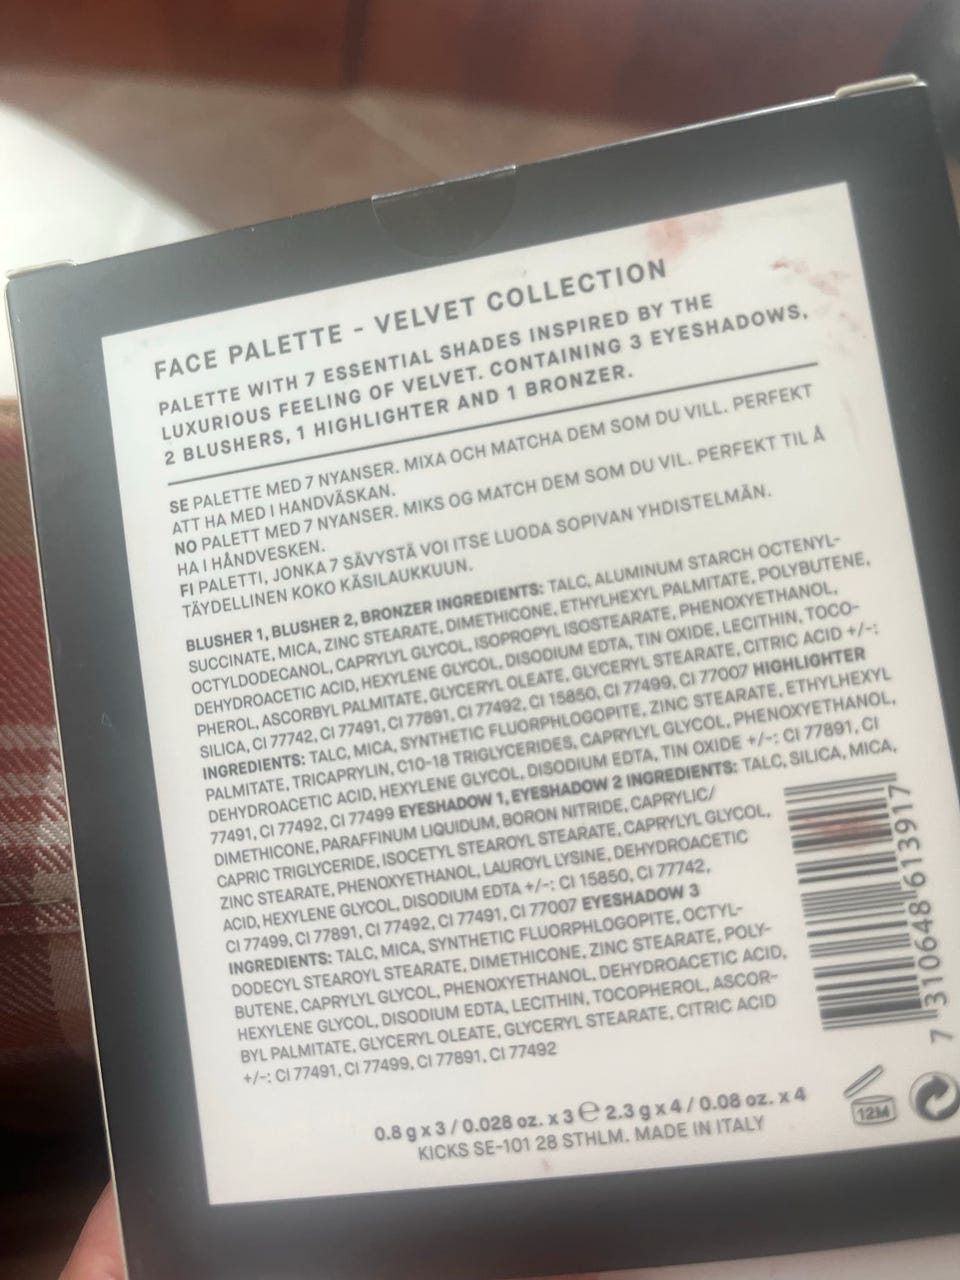 FACE PALETTE - VELVET COLLECTION
PALETTE WITH 7 ESSENTIAL SHADES INSPIRED BY THE
LUXURIOUS FEELING OF VELVET. CONTAINING 3 EYESHADOWS,
2 BLUSHERS, 1 HIGHLIGHTER AND 1 BRONZER.
SE PALETTE MED 7 NYANSER. MIXA OCH MATCHA DEM SOM DU VILL. PERFEKT
ATT HA MED I HANDVÄSKAN.
NO PALETT MED 7 NYANSER. MIKS OG MATCH DEM SOM DU VIL. PERFEKT TIL Å
HA I HÅNDVESKEN.
FI PALETTI, JONKA 7 SÄVYSTÄ VOI ITSE LUODA SOPIVAN YHDISTELMÄN.
TÄYDELLINEN KOKO KÄSILAUKKUUN.
BLUSHER 1, BLUSHER 2, BRONZER INGREDIENTS: TALC, ALUMINUM STARCH OCTENYL-
SUCCINATE, MICA, ZINC STEARATE, DIMETHICONE, ETHYLHEXYL PALMITATE, POLYBUTENE,
OCTYLDODECANOL, CAPRYLYL GLYCOL, ISOPROPYL ISOSTEARATE, PHENOXYETHANOL,
DEHYDROACETIC ACID, HEXYLENE GLYCOL, DISODIUM EDTA, TIN OXIDE, LECITHIN, TOCO-
PHEROL, ASCORBYL PALMITATE, GLYCERYL OLEATE, GLYCERYL STEARATE, CITRIC ACID +/-:
SILICA, CI 77742, CI 77491, CI 77891, CI 77492, CI 15850, CI 77499, CI 77007 HIGHLIGHTER
INGREDIENTS: TALC, MICA, SYNTHETIC FLUORPHLOGOPITE, ZINC STEARATE, ETHYLHEXYL
PALMITATE, TRICAPRYLIN, C10-18 TRIGLYCERIDES, CAPRYLYL GLYCOL, PHENOXYETHANOL,
DEHYDROACETIC ACID, HEXYLENE GLYCOL, DISODIUM EDTA, TIN OXIDE +/-: CI 77891, CI
77491, CI 77492, CI 77499 EYESHADOW 1, EYESHADOW 2 INGREDIENTS: TALC, SILICA, MICA,
DIMETHICONE, PARAFFINUM LIQUIDUM, BORON NITRIDE, CAPRYLIC/
CAPRIC TRIGLYCERIDE, ISOCETYL STEAROYL STEARATE, CAPRYLYL GLYCOL,
ZINC STEARATE, PHENOXYETHANOL, LAUROYL LYSINE, DEHYDROACETIC
ACID, HEXYLENE GLYCOL, DISODIUM EDTA +/-: CI 15850, CI 77742,
CI 77499, CI 77891, CI 77492, CI 77491, CI 77007 EYESHADOW 3
INGREDIENTS: TALC, MICA, SYNTHETIC FLUORPHLOGOPITE, OCTYL-
DODECYL STEAROYL STEARATE, DIMETHICONE, ZINC STEARATE, POLY-
BUTENE, CAPRYLYL GLYCOL, PHENOXYETHANOL, DEHYDROACETIC ACID,
HEXYLENE GLYCOL, DISODIUM EDTA, LECITHIN, TOCOPHEROL, ASCOR-
BYL PALMITATE, GLYCERYL OLEATE, GLYCERYL STEARATE, CITRIC ACID
+/-: CI 77491, CI 77499, CI 77891, CI 77492
7 310648 613917
0.8 g x 3 / 0.028 oz. x 3 ℮ 2.3 g x 4 / 0.08 oz. x 4
KICKS SE-101 28 STHLM. MADE IN ITALY
12M